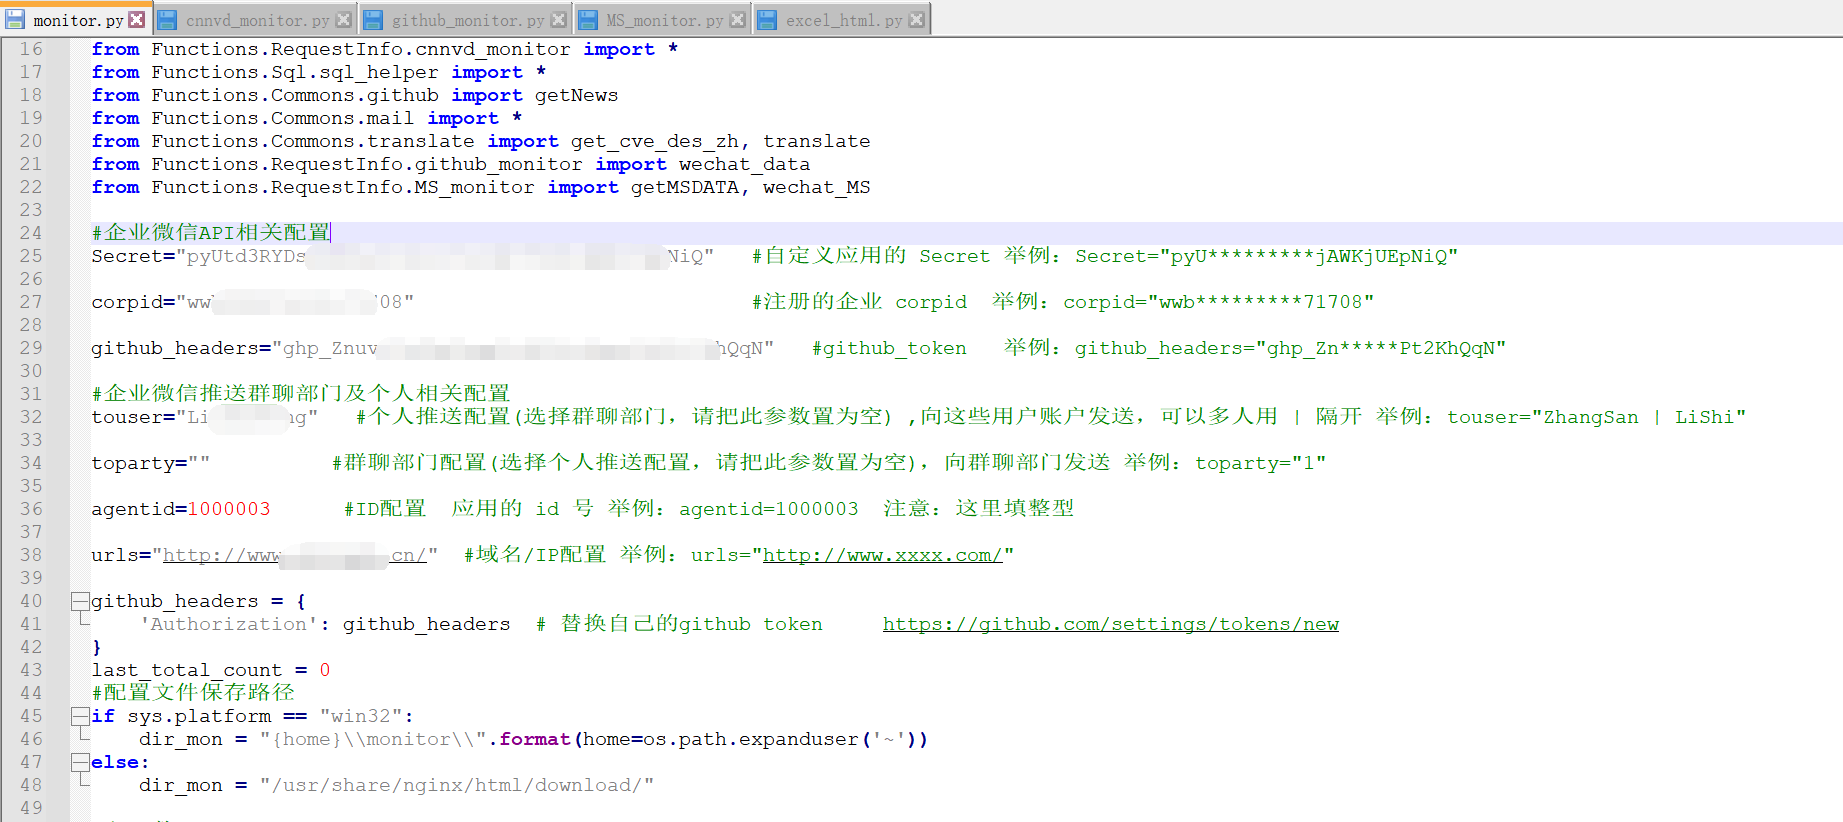 monitor.py cnnvd_monitor.py github_monitor.py MS_monitor.py excel_html.py
16 from Functions.RequestInfo.cnnvd_monitor import *
17 from Functions.Sql.sql_helper import *
18 from Functions.Commons.github import getNews
19 from Functions.Commons.mail import *
20 from Functions.Commons.translate import get_cve_des_zh, translate
21 from Functions.RequestInfo.github_monitor import wechat_data
22 from Functions.RequestInfo.MS_monitor import getMSDATA, wechat_MS
23
24 #企业微信API相关配置
25 Secret="pyUtd3RYDs NiQ" #自定义应用的 Secret 举例：Secret="pyU*********jAWKjUEpNiQ"
26
27 corpid="ww 08" #注册的企业 corpid 举例：corpid="wwb*********71708"
28
29 github_headers="ghp_Znuv hQqN" #github_token 举例：github_headers="ghp_Zn*****Pt2KhQqN"
30
31 #企业微信推送群聊部门及个人相关配置
32 touser="Li ng" #个人推送配置(选择群聊部门，请把此参数置为空) ,向这些用户账户发送，可以多人用 | 隔开 举例：touser="ZhangSan | LiShi"
33
34 toparty="" #群聊部门配置(选择个人推送配置，请把此参数置为空)，向群聊部门发送 举例：toparty="1"
35
36 agentid=1000003 #ID配置 应用的 id 号 举例：agentid=1000003 注意：这里填整型
37
38 urls="http://www cn/" #域名/IP配置 举例：urls="http://www.xxxx.com/"
39
40 github_headers = {
41 'Authorization': github_headers # 替换自己的github token https://github.com/settings/tokens/new
42 }
43 last_total_count = 0
44 #配置文件保存路径
45 if sys.platform == "win32":
46 dir_mon = "{home}\\monitor\\".format(home=os.path.expanduser('~'))
47 else:
48 dir_mon = "/usr/share/nginx/html/download/"
49